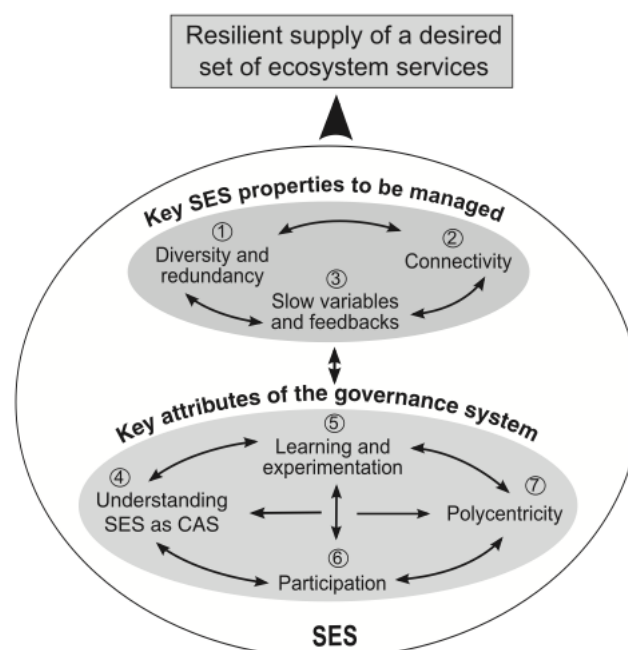 Resilient supply of a desired
set of ecosystem services
Key SES properties to be managed
①
Diversity and
redundancy
②
Connectivity
③
Slow variables
and feedbacks
Key attributes of the governance system
⑤
Learning and
experimentation
④
Understanding
SES as CAS
⑦
Polycentricity
⑥
Participation
SES